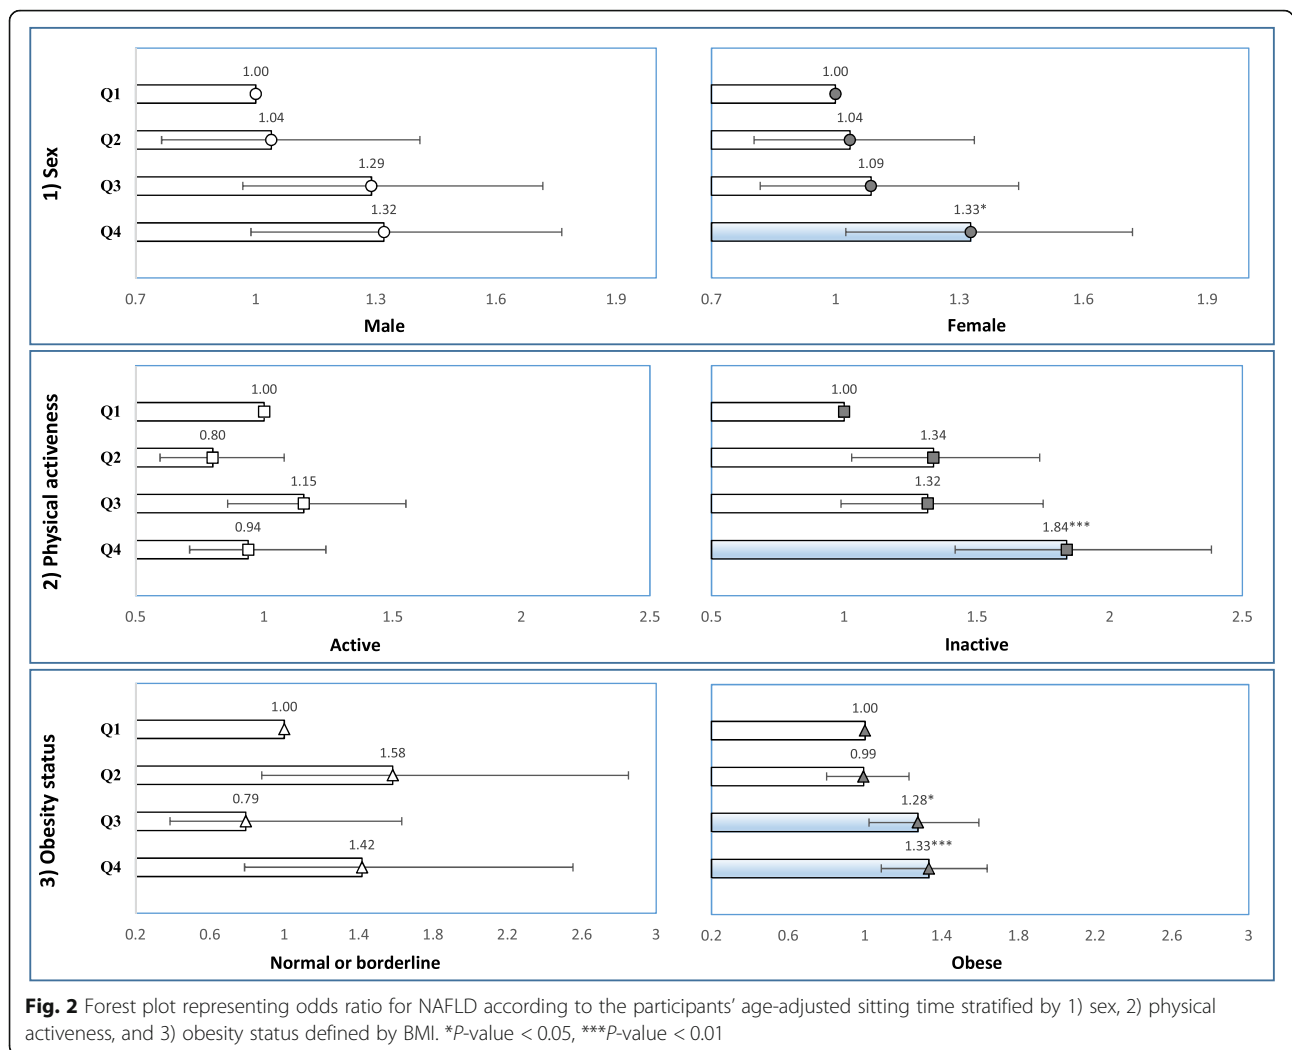 1) Sex
Q1
Q2
Q3
Q4
1.00
1.04
1.29
1.32
0.7 1 1.3 1.6 1.9
Male
1.00
1.04
1.09
1.33*
0.7 1 1.3 1.6 1.9
Female
2) Physical activeness
Q1
Q2
Q3
Q4
1.00
0.80
1.15
0.94
0.5 1 1.5 2 2.5
Active
1.00
1.34
1.32
1.84***
0.5 1 1.5 2 2.5
Inactive
3) Obesity status
Q1
Q2
Q3
Q4
1.00
1.58
0.79
1.42
0.2 0.6 1 1.4 1.8 2.2 2.6 3
Normal or borderline
1.00
0.99
1.28*
1.33***
0.2 0.6 1 1.4 1.8 2.2 2.6 3
Obese
Fig. 2 Forest plot representing odds ratio for NAFLD according to the participants’ age-adjusted sitting time stratified by 1) sex, 2) physical
activeness, and 3) obesity status defined by BMI. *P-value < 0.05, ***P-value < 0.01